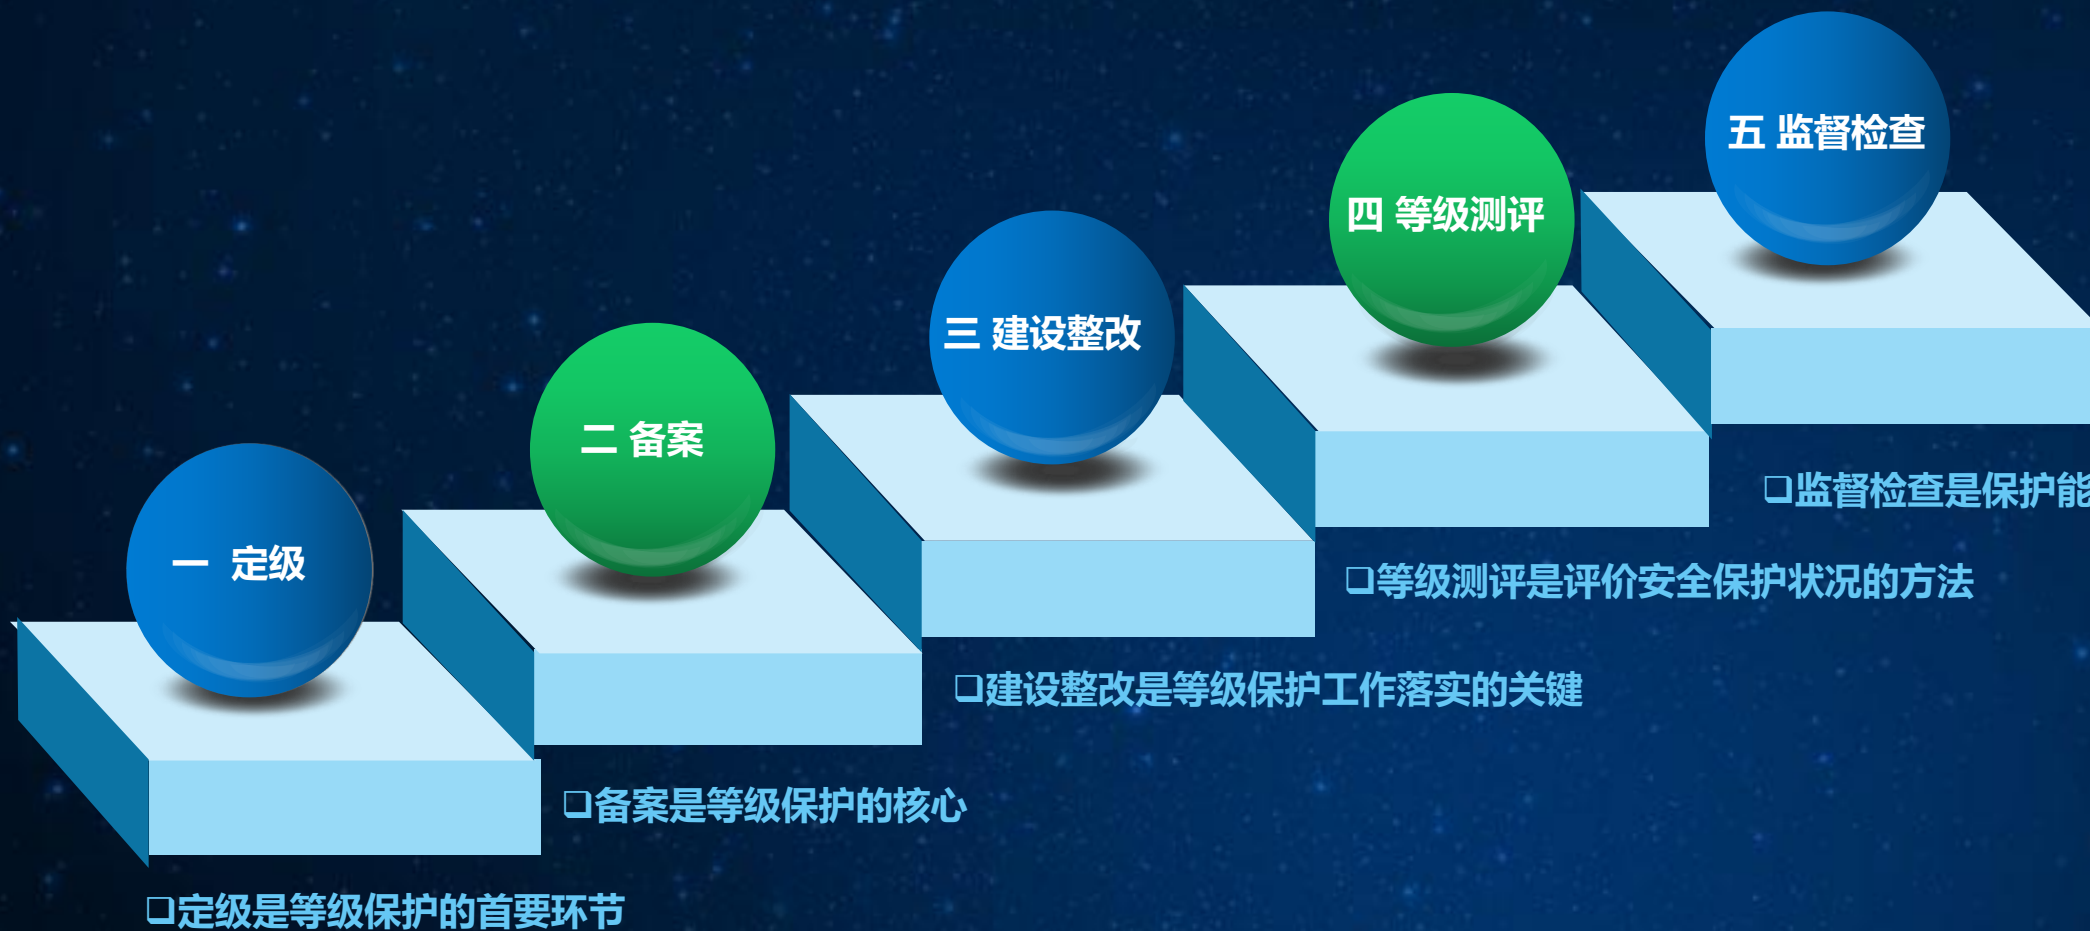 五 监督检查
四 等级测评
三 建设整改
二 备案
一 定级
❑监督检查是保护能
❑等级测评是评价安全保护状况的方法
❑建设整改是等级保护工作落实的关键
❑备案是等级保护的核心
❑定级是等级保护的首要环节